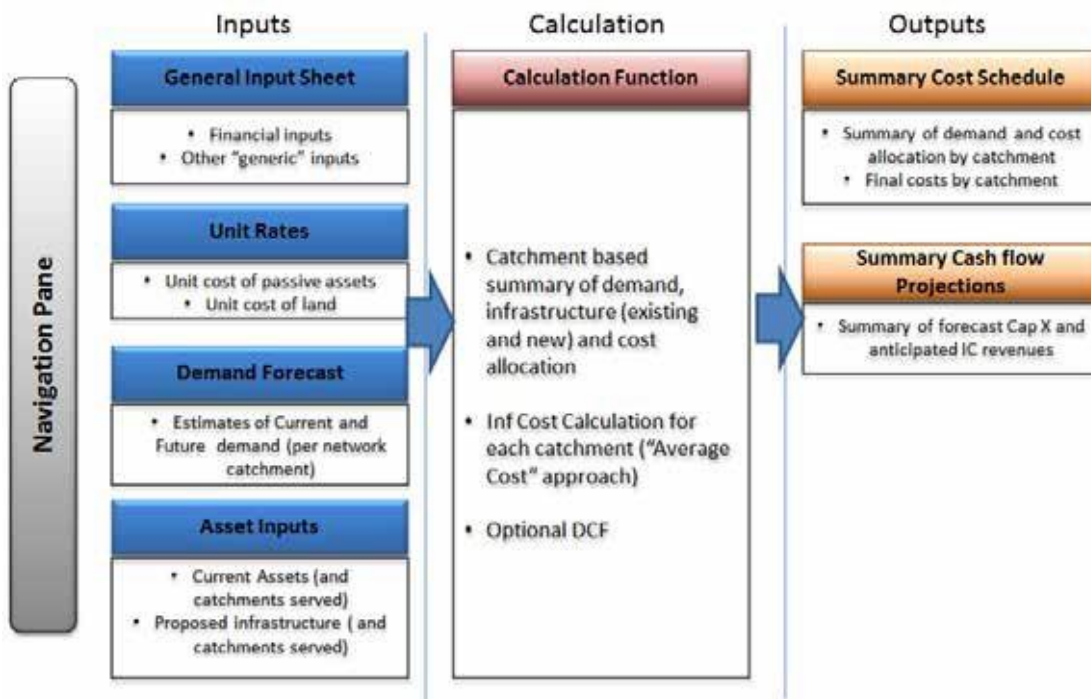 Inputs
Calculation
Outputs
Navigation Pane
General Input Sheet
• Financial inputs
• Other "generic" inputs
Unit Rates
• Unit cost of passive assets
• Unit cost of land
Demand Forecast
• Estimates of Current and
Future demand (per network
catchment)
Asset Inputs
• Current Assets (and
catchments served)
• Proposed infrastructure ( and
catchments served)
Calculation Function
• Catchment based
summary of demand,
infrastructure (existing
and new) and cost
allocation
• Inf Cost Calculation for
each catchment ("Average
Cost" approach)
• Optional DCF
Summary Cost Schedule
• Summary of demand and cost
allocation by catchment
• Final costs by catchment
Summary Cash flow
Projections
• Summary of forecast Cap X and
anticipated IC revenues